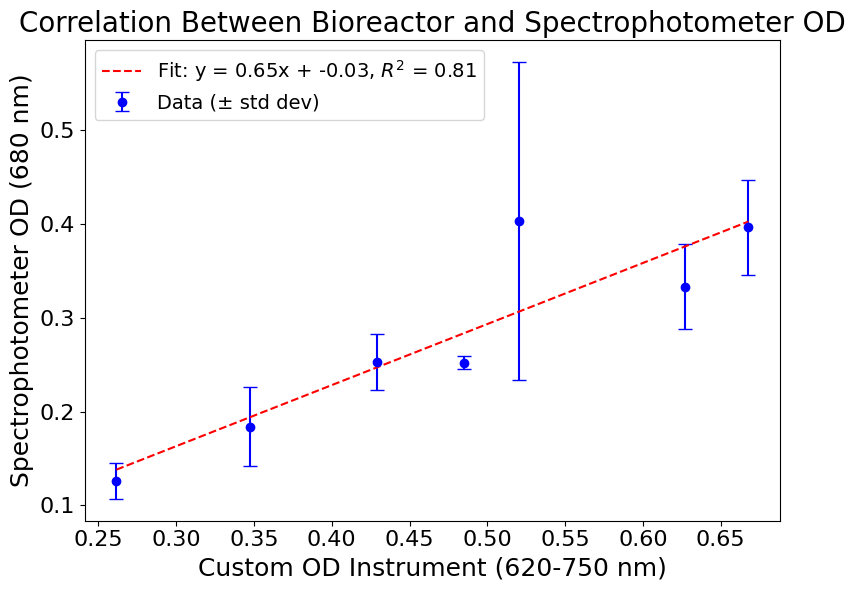 Correlation Between Bioreactor and Spectrophotometer OD
Fit: y = 0.65x + -0.03, R² = 0.81
Data (± std dev)
Spectrophotometer OD (680 nm)
0.5
0.4
0.3
0.2
0.1
0.25 0.30 0.35 0.40 0.45 0.50 0.55 0.60 0.65
Custom OD Instrument (620-750 nm)